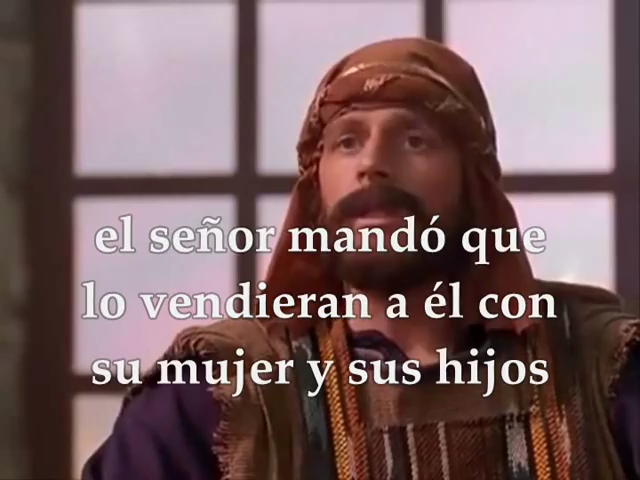 el señor mandó que
lo vendieran a él con
su mujer y sus hijos